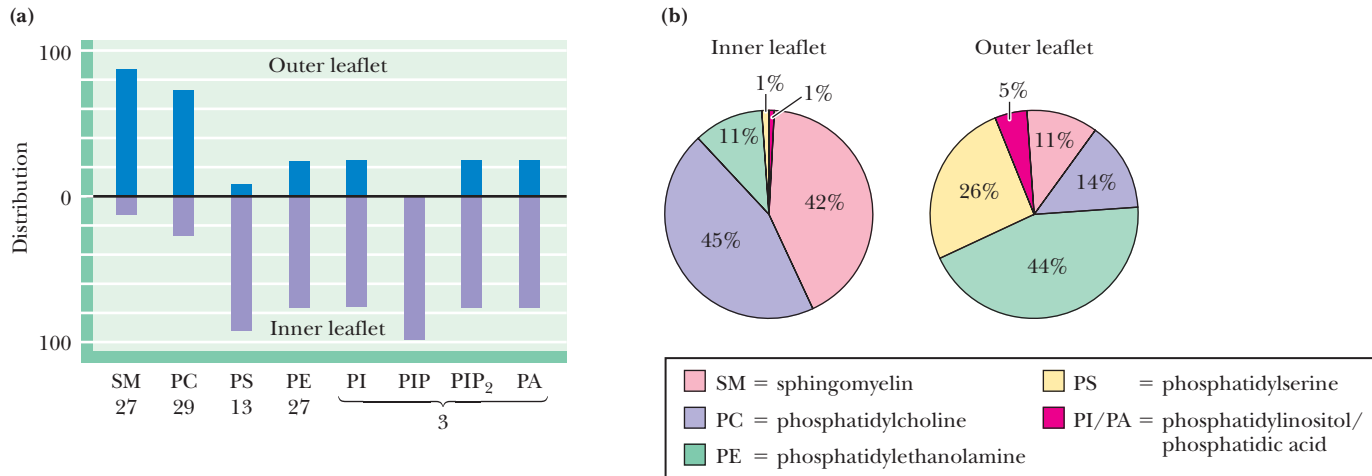 (a)
100
Outer leaflet
0
Distribution
Inner leaflet
100
SM PC PS PE PI PIP PIP₂ PA
27 29 13 27
3
(b)
Inner leaflet
1%
1%
11%
42%
45%
Outer leaflet
5%
11%
14%
26%
44%
SM = sphingomyelin
PC = phosphatidylcholine
PE = phosphatidylethanolamine
PS = phosphatidylserine
PI/PA = phosphatidylinositol/
phosphatidic acid